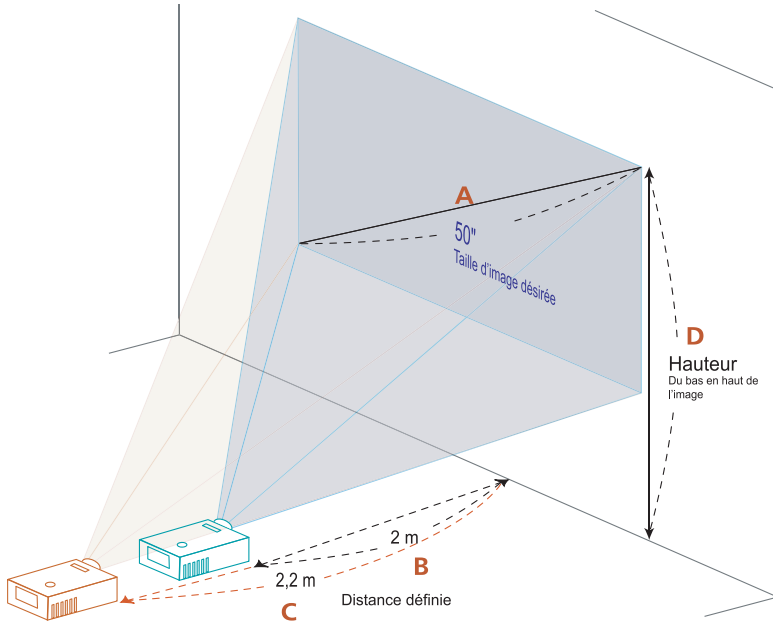 A
50"
Taille d'image désirée
D
Hauteur
Du bas en haut de
l'image
2 m
B
2,2 m
C
Distance définie